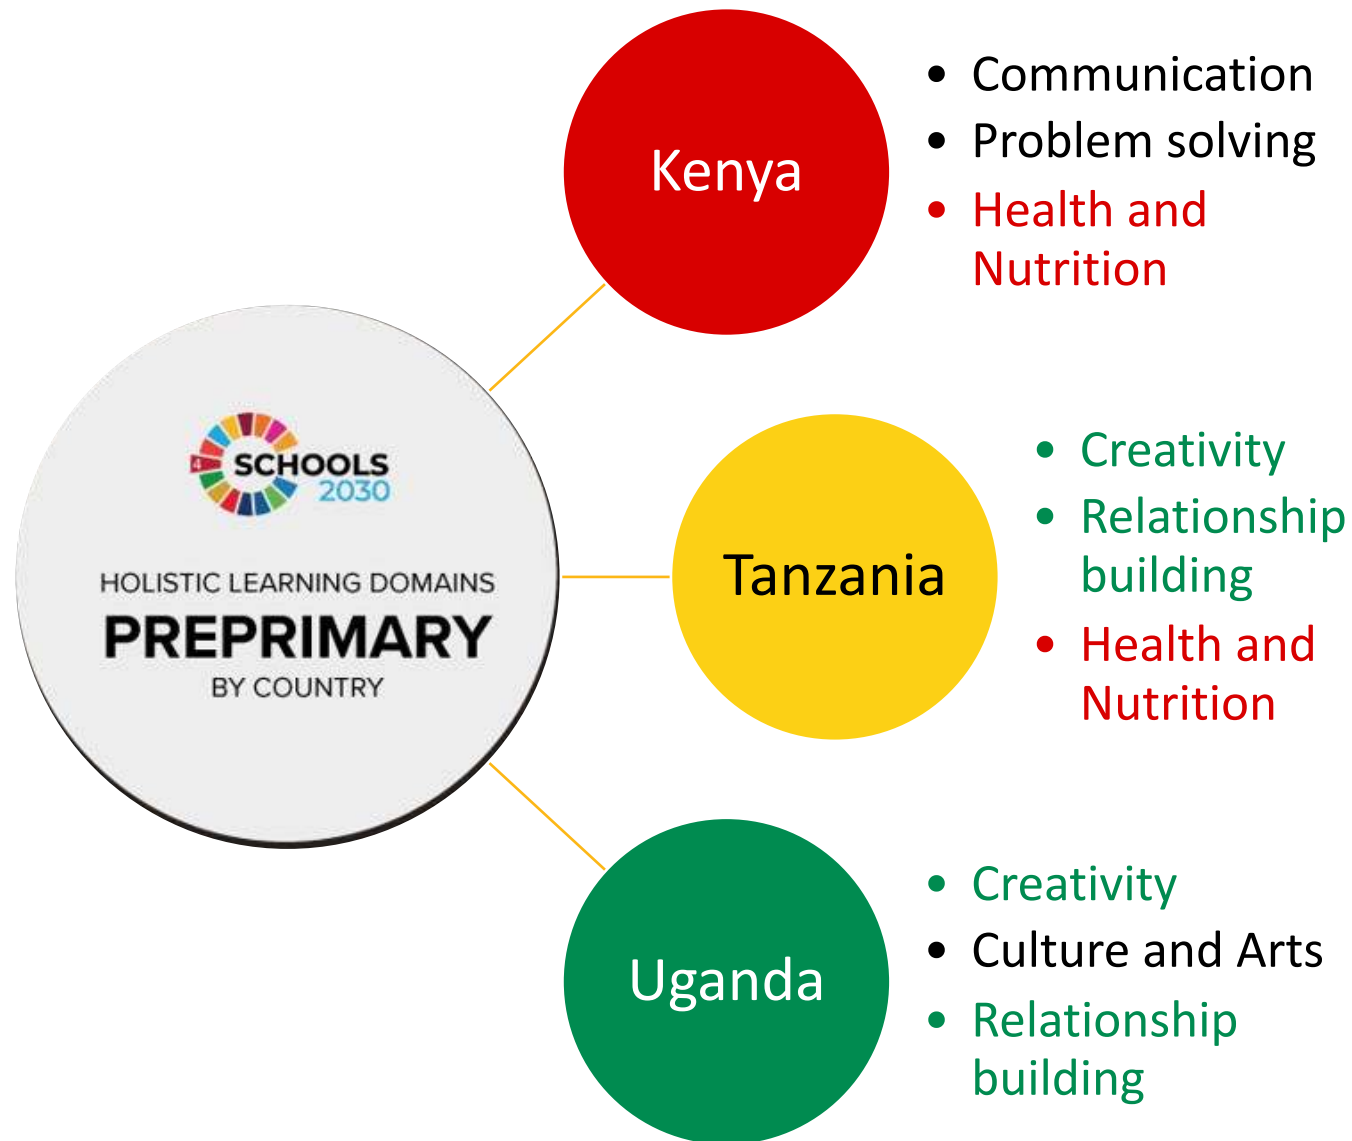 4
SCHOOLS
2030
HOLISTIC LEARNING DOMAINS
PREPRIMARY
BY COUNTRY
Kenya
• Communication
• Problem solving
• Health and
Nutrition
Tanzania
• Creativity
• Relationship
building
• Health and
Nutrition
Uganda
• Creativity
• Culture and Arts
• Relationship
building